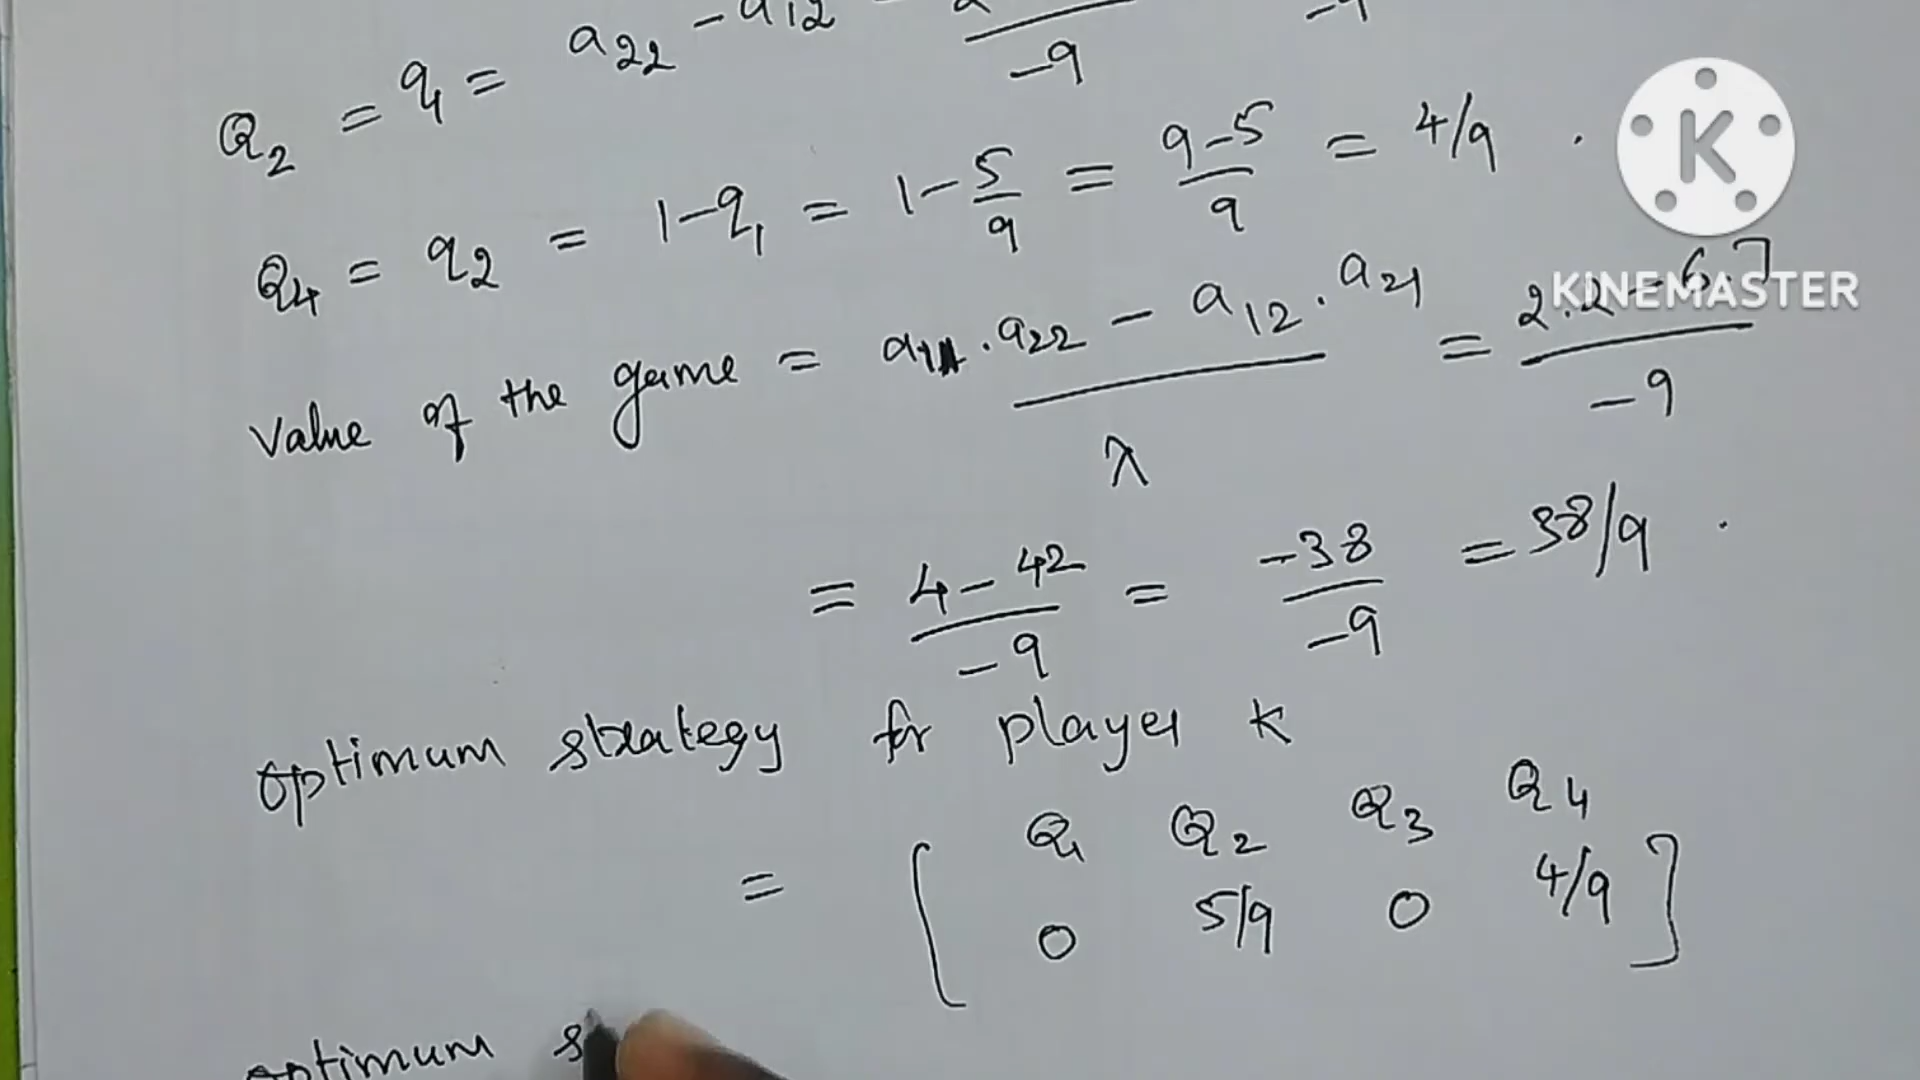 Q2 = q1 = a22 - a12
-9
Q4 = q2 = 1-q1 = 1 - 5/9 = 9-5/9 = 4/9 .
K
KINEMASTER
Value of the game = a11 . a22 - a12 . a21 / λ = 2.2 - 6.7 / -9
= 4-42 / -9 = -38 / -9 = 38/9 .
optimum strategy for player K
Q1 Q2 Q3 Q4
= [ 0 5/9 0 4/9 ]
optimum s